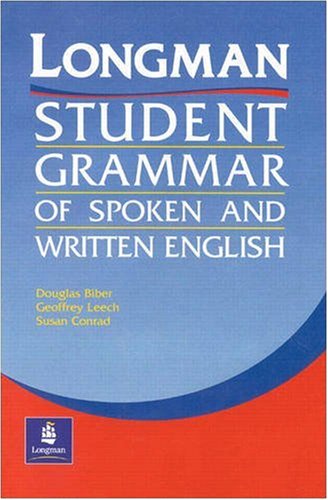 LONGMAN
STUDENT
GRAMMAR
OF SPOKEN AND
WRITTEN ENGLISH
Douglas Biber
Geoffrey Leech
Susan Conrad
Longman